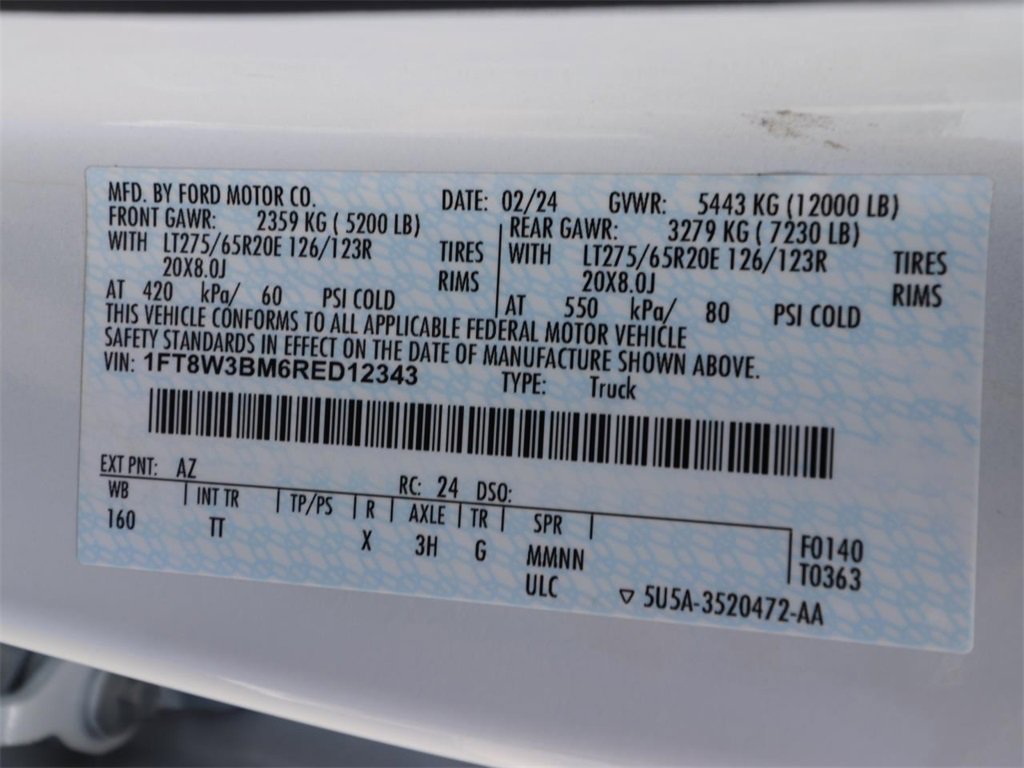 MFD. BY FORD MOTOR CO. DATE: 02/24 GVWR: 5443 KG (12000 LB)
FRONT GAWR: 2359 KG ( 5200 LB) REAR GAWR: 3279 KG ( 7230 LB)
WITH LT275/65R20E 126/123R TIRES WITH LT275/65R20E 126/123R TIRES
20X8.0J RIMS 20X8.0J RIMS
AT 420 kPa/ 60 PSI COLD AT 550 kPa/ 80 PSI COLD
THIS VEHICLE CONFORMS TO ALL APPLICABLE FEDERAL MOTOR VEHICLE
SAFETY STANDARDS IN EFFECT ON THE DATE OF MANUFACTURE SHOWN ABOVE.
VIN: 1FT8W3BM6RED12343 TYPE: Truck
EXT PNT: AZ RC: 24 DSO:
WB INT TR TP/PS R AXLE TR SPR
160 TT X 3H G MMNN F0140
ULC T0363
▽ 5U5A-3520472-AA